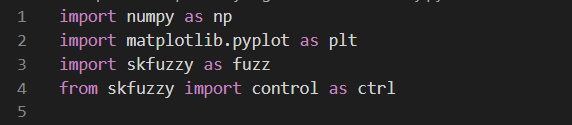 1 import numpy as np
2 import matplotlib.pyplot as plt
3 import skfuzzy as fuzz
4 from skfuzzy import control as ctrl
5